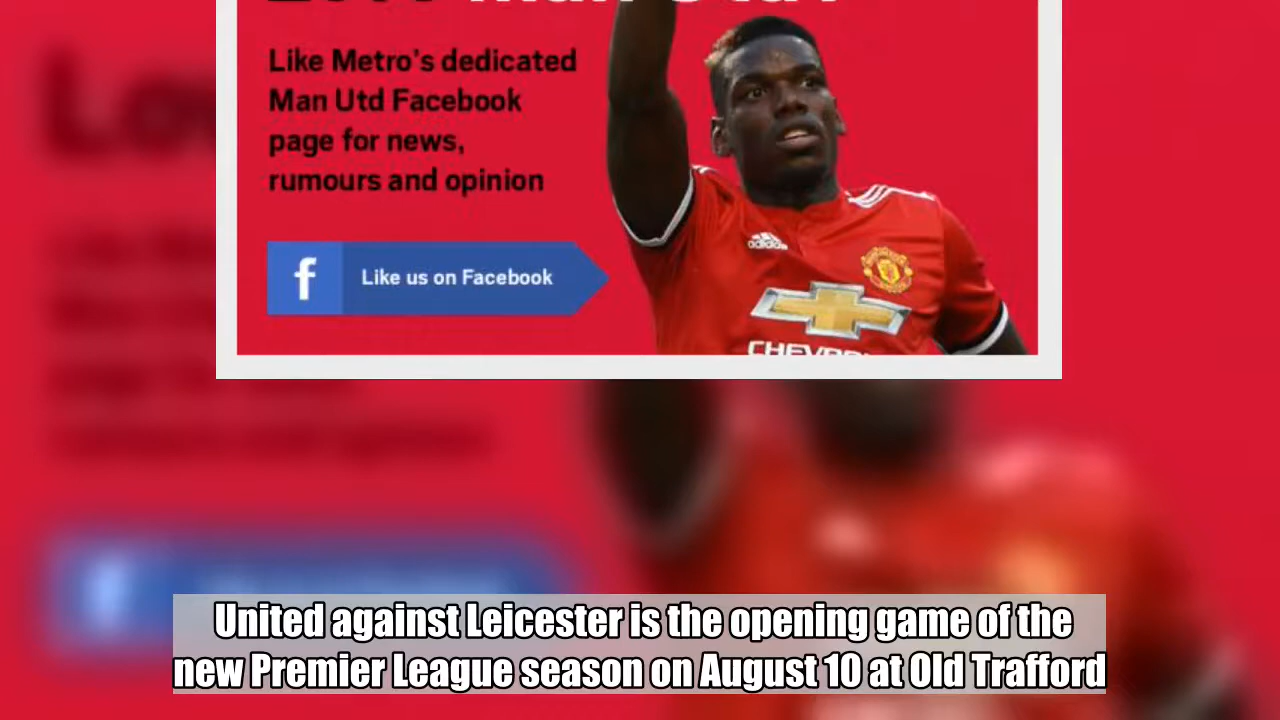 Like Metro's dedicated
Man Utd Facebook
page for news,
rumours and opinion
f Like us on Facebook
adidas
CHEVROLET
United against Leicester is the opening game of the
new Premier League season on August 10 at Old Trafford